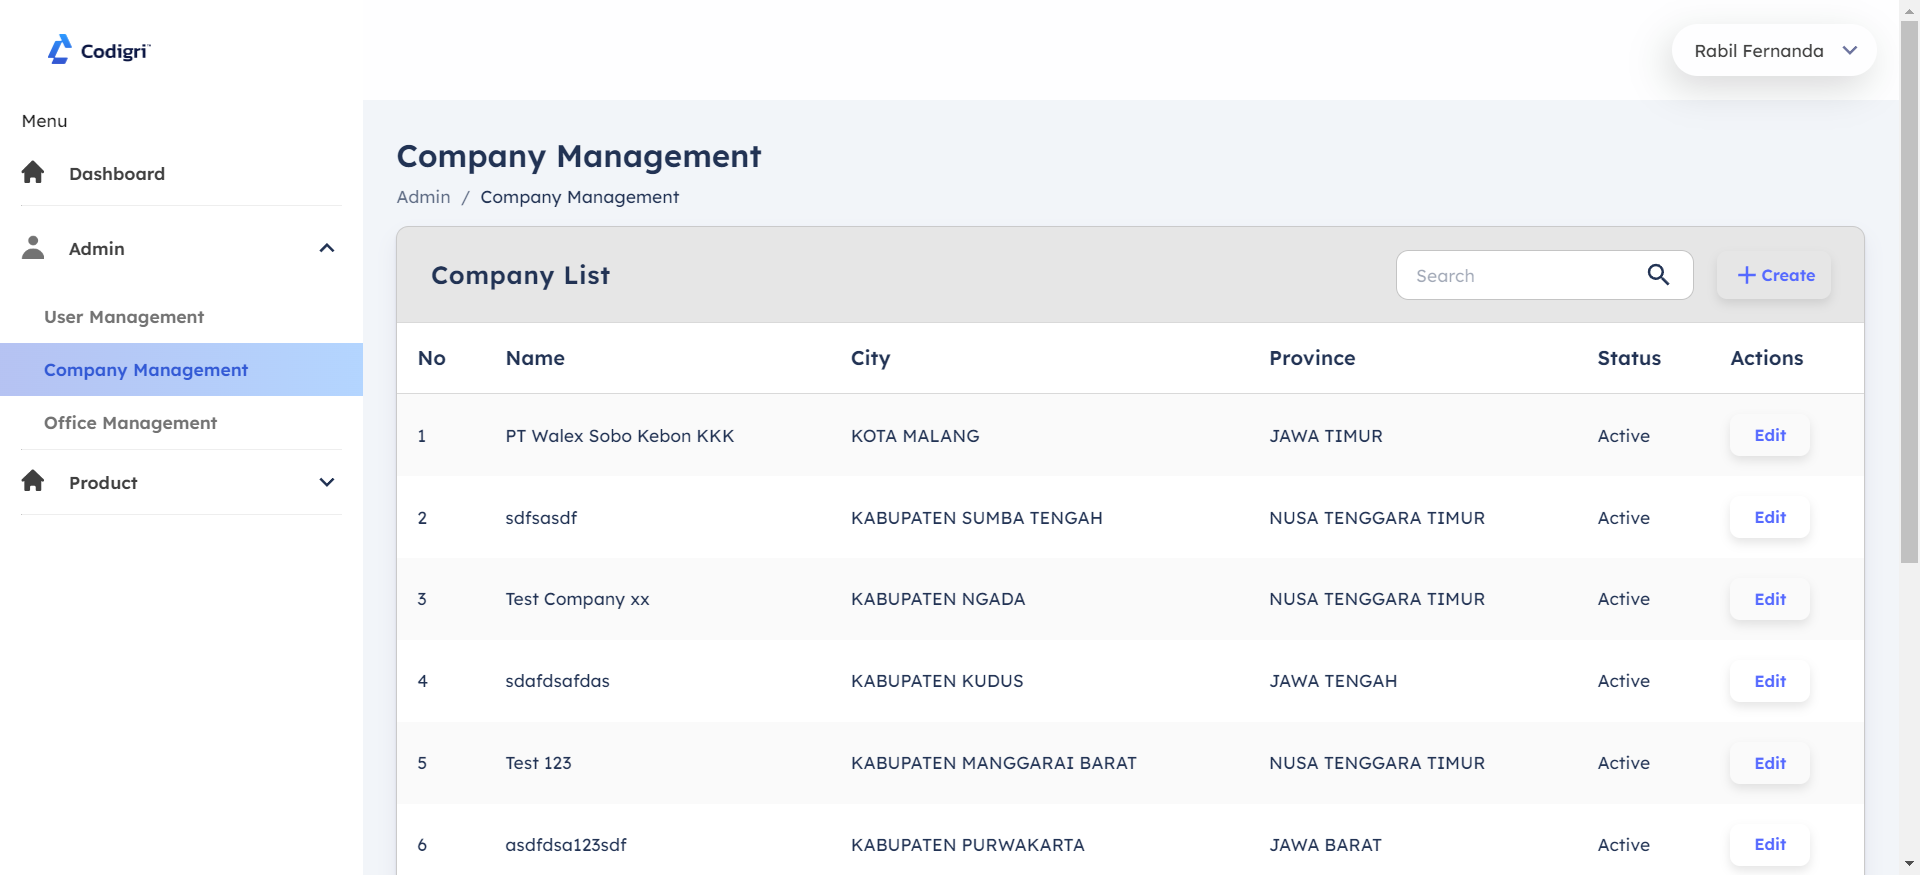 Codigri™
Rabil Fernanda
Menu
Dashboard
Admin
User Management
Company Management
Office Management
Product
Company Management
Admin / Company Management
Company List
Search
Create
No Name City Province Status Actions
1 PT Walex Sobo Kebon KKK KOTA MALANG JAWA TIMUR Active Edit
2 sdfsasdf KABUPATEN SUMBA TENGAH NUSA TENGGARA TIMUR Active Edit
3 Test Company xx KABUPATEN NGADA NUSA TENGGARA TIMUR Active Edit
4 sdafdsafdas KABUPATEN KUDUS JAWA TENGAH Active Edit
5 Test 123 KABUPATEN MANGGARAI BARAT NUSA TENGGARA TIMUR Active Edit
6 asdfdsa123sdf KABUPATEN PURWAKARTA JAWA BARAT Active Edit